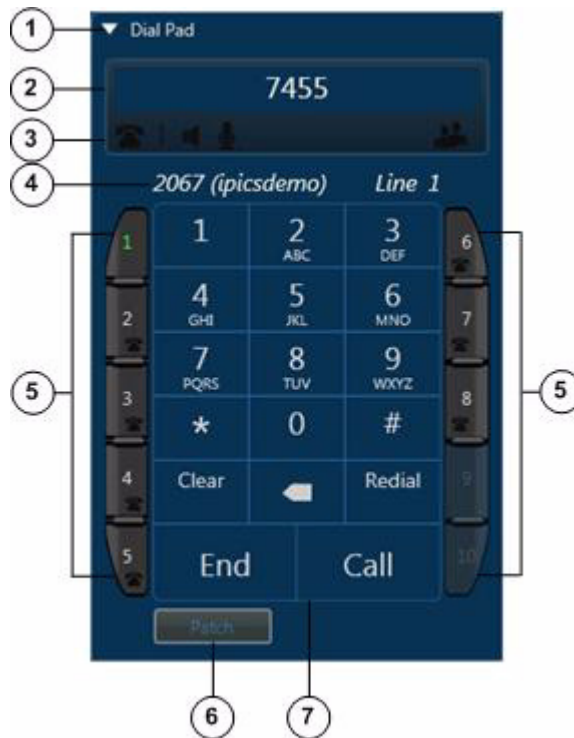 1
Dial Pad
2
7455
3
4
2067 (ipicsdemo) Line 1
1
1
2
ABC
3
DEF
6
2
4
GHI
5
JKL
6
MNO
7
5
3
7
PQRS
8
TUV
9
WXYZ
8
5
*
0
#
4
Clear
Redial
9
5
End
Call
10
Patch
6
7